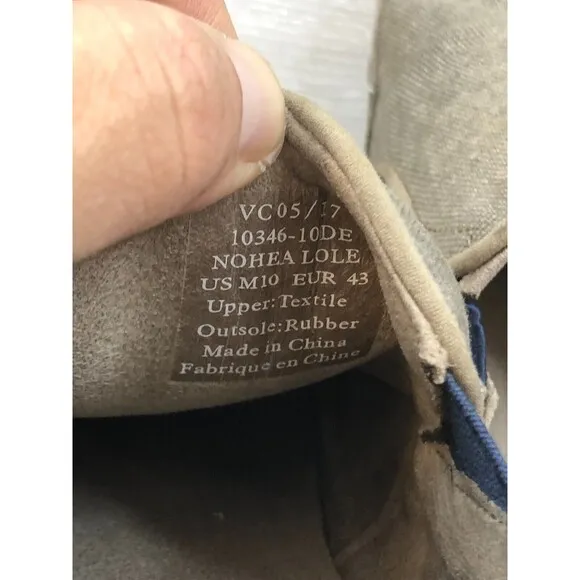 VC05/17
10346-10DE
NOHEA LOLE
US M10 EUR 43
Upper:Textile
Outsole:Rubber
Made in China
Fabrique en Chine